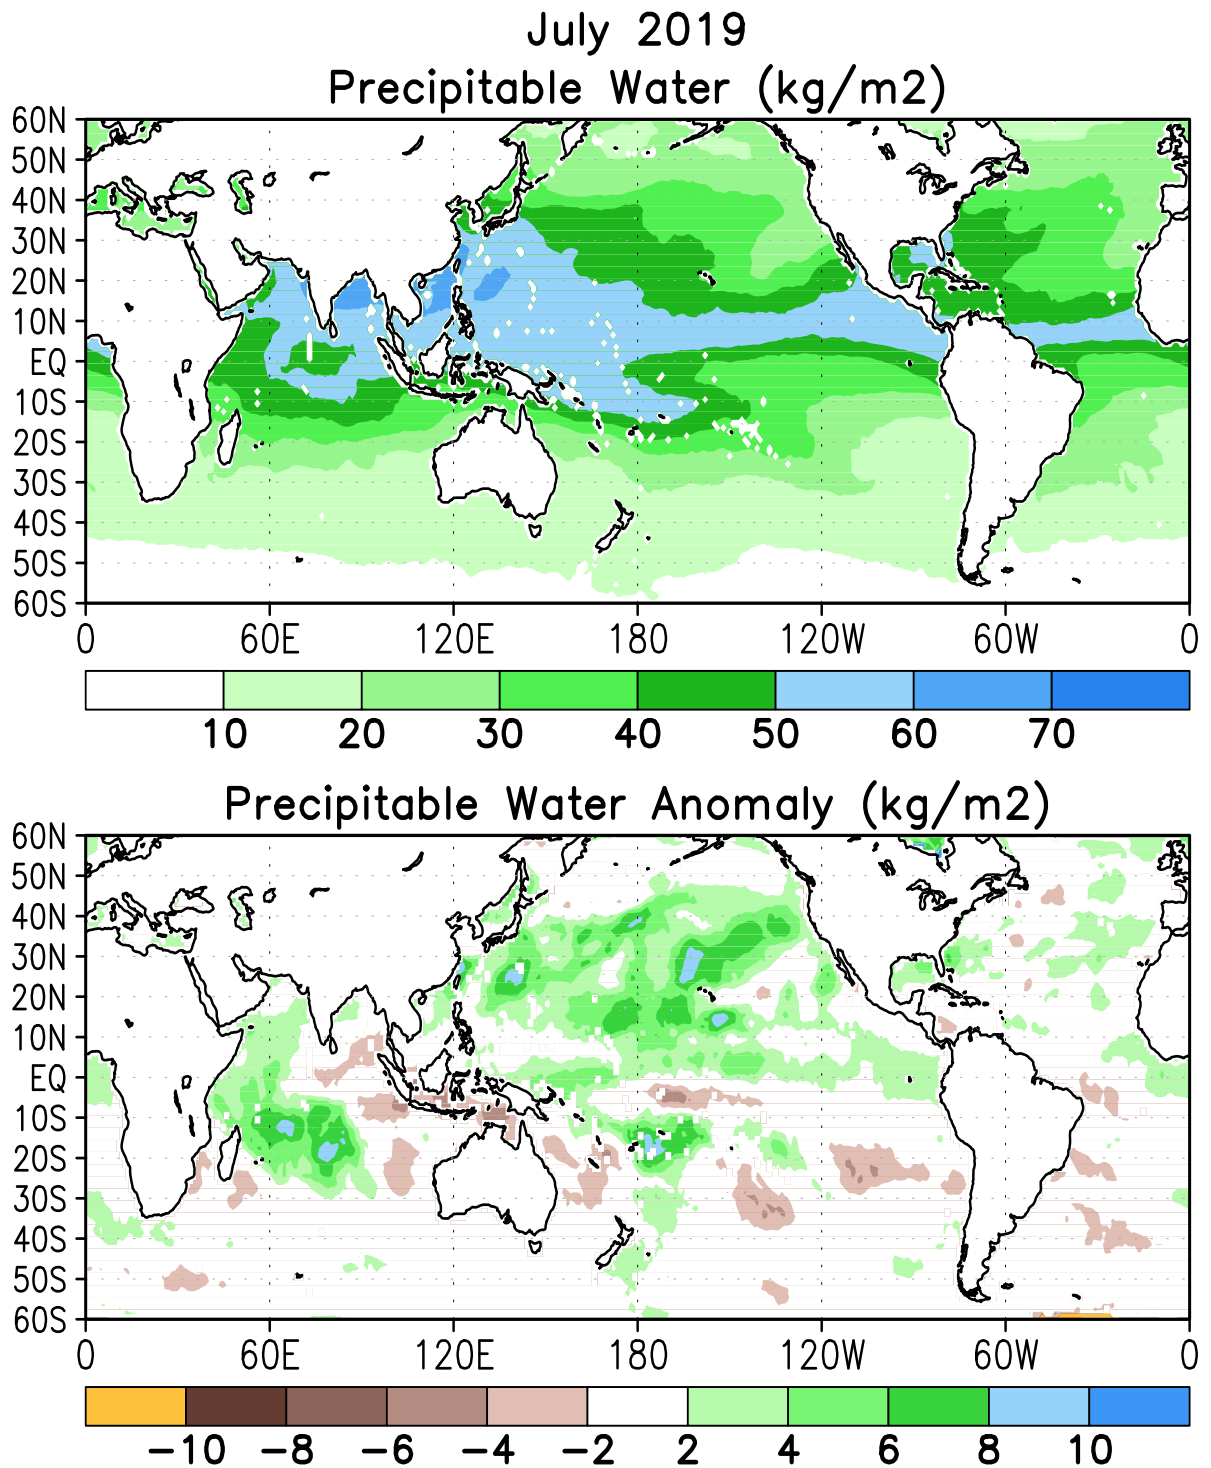 July 2019
Precipitable Water (kg/m2)
60N
50N
40N
30N
20N
10N
EQ
10S
20S
30S
40S
50S
60S
0 60E 120E 180 120W 60W 0
10 20 30 40 50 60 70
Precipitable Water Anomaly (kg/m2)
60N
50N
40N
30N
20N
10N
EQ
10S
20S
30S
40S
50S
60S
0 60E 120E 180 120W 60W 0
−10 −8 −6 −4 −2 2 4 6 8 10